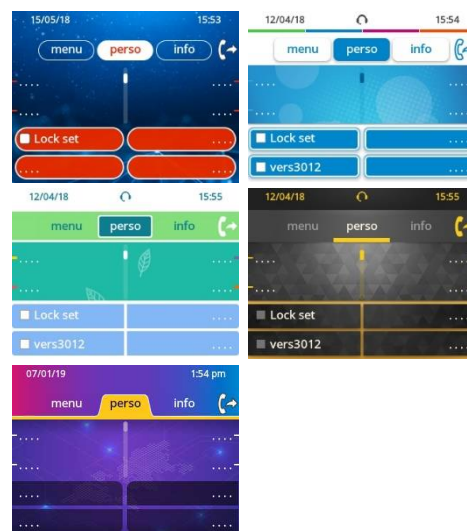 15/05/18 15:53
menu perso info
.... ....
.... ....
Lock set ....
.... ....
12/04/18 15:54
menu perso info
.... ....
.... ....
Lock set ....
vers3012 ....
12/04/18 15:55
menu perso info
.... ....
.... ....
Lock set ....
vers3012 ....
12/04/18 15:55
menu perso info
.... ....
.... ....
Lock set ....
vers3012 ....
07/01/19 1:54 pm
menu perso info
.... ....
.... ....
.... ....
.... ....